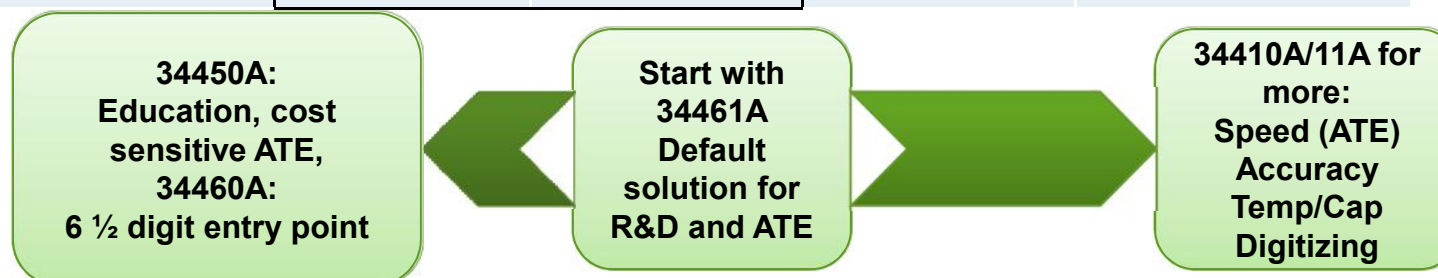 34450A:
Education, cost
sensitive ATE,
34460A:
6 ½ digit entry point
Start with
34461A
Default
solution for
R&D and ATE
34410A/11A for
more:
Speed (ATE)
Accuracy
Temp/Cap
Digitizing